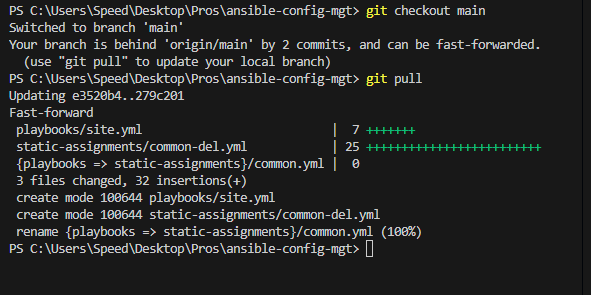 PS C:\Users\Speed\Desktop\Pros\ansible-config-mgt> git checkout main
Switched to branch 'main'
Your branch is behind 'origin/main' by 2 commits, and can be fast-forwarded.
  (use "git pull" to update your local branch)
PS C:\Users\Speed\Desktop\Pros\ansible-config-mgt> git pull
Updating e3520b4..279c201
Fast-forward
 playbooks/site.yml                          |  7 +++++++
 static-assignments/common-del.yml           | 25 +++++++++++++++++++++++++
 {playbooks => static-assignments}/common.yml |  0
 3 files changed, 32 insertions(+)
 create mode 100644 playbooks/site.yml
 create mode 100644 static-assignments/common-del.yml
 rename {playbooks => static-assignments}/common.yml (100%)
PS C:\Users\Speed\Desktop\Pros\ansible-config-mgt>